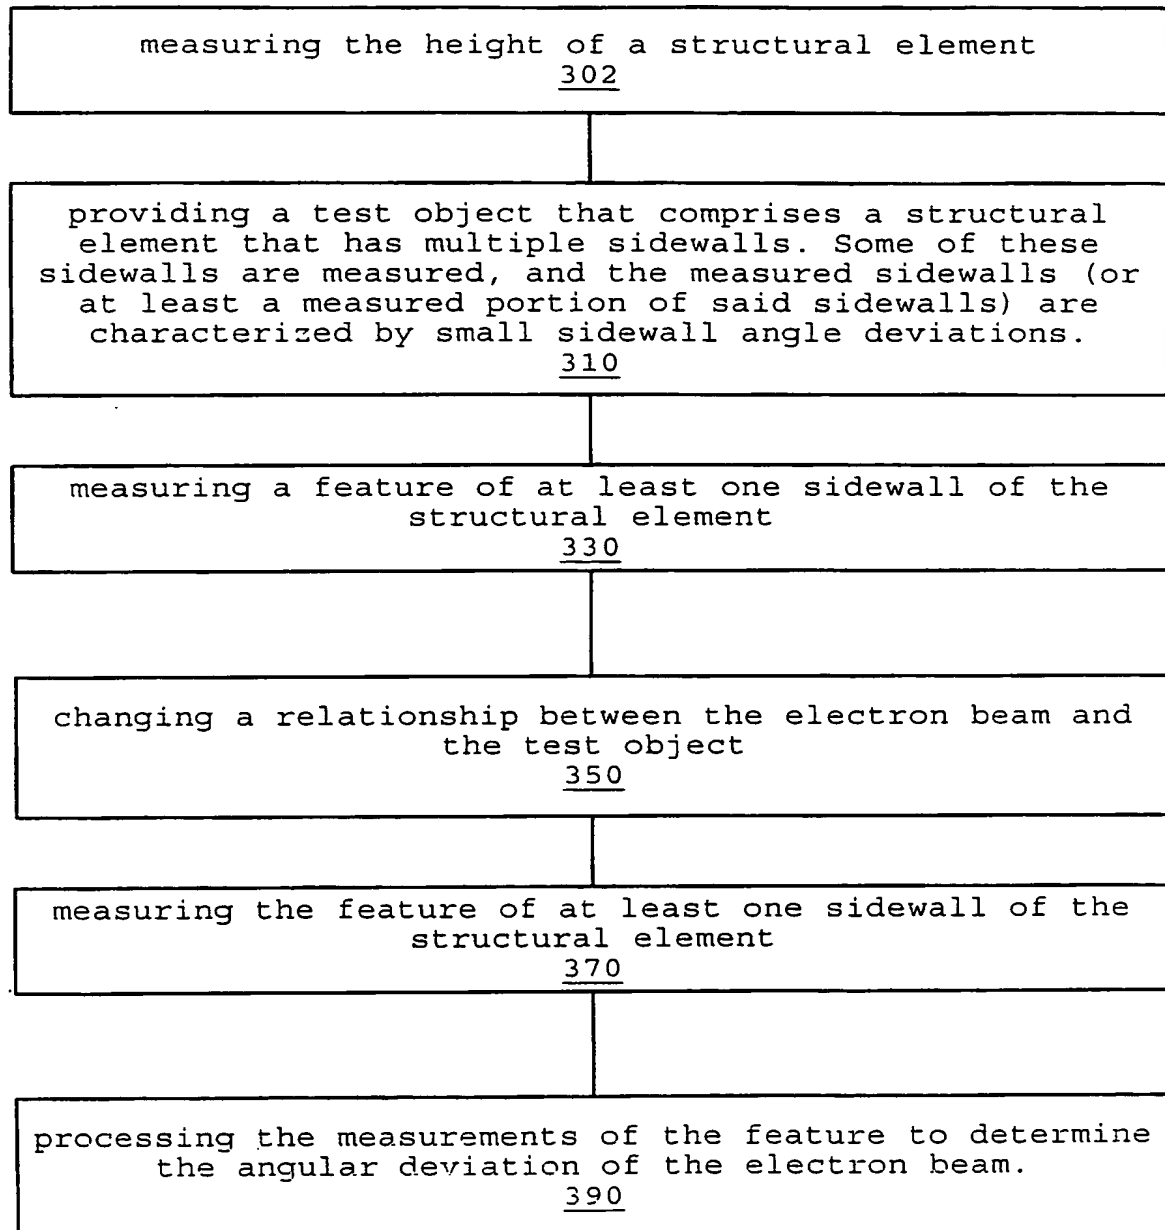 measuring the height of a structural element
302
providing a test object that comprises a structural
element that has multiple sidewalls. Some of these
sidewalls are measured, and the measured sidewalls (or
at least a measured portion of said sidewalls) are
characterized by small sidewall angle deviations.
310
measuring a feature of at least one sidewall of the
structural element
330
changing a relationship between the electron beam and
the test object
350
measuring the feature of at least one sidewall of the
structural element
370
processing the measurements of the feature to determine
the angular deviation of the electron beam.
390